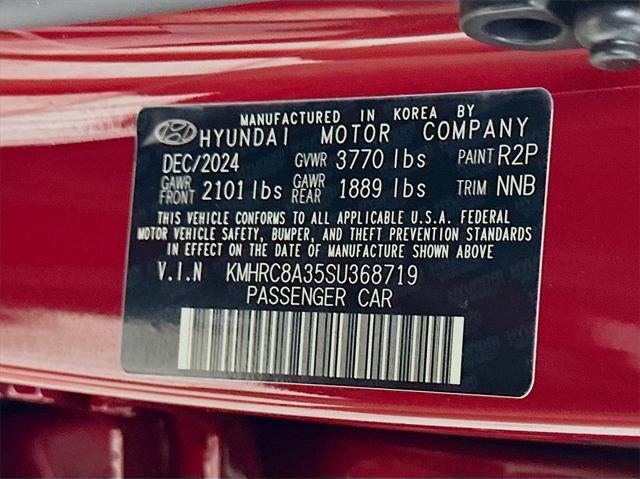 MANUFACTURED IN KOREA BY
HYUNDAI MOTOR COMPANY
DEC/2024 GVWR 3770 lbs PAINT R2P
GAWR FRONT 2101 lbs GAWR REAR 1889 lbs TRIM NNB
THIS VEHICLE CONFORMS TO ALL APPLICABLE U.S.A. FEDERAL
MOTOR VEHICLE SAFETY, BUMPER, AND THEFT PREVENTION STANDARDS
IN EFFECT ON THE DATE OF MANUFACTURE SHOWN ABOVE
V.I.N KMHRC8A35SU368719
PASSENGER CAR